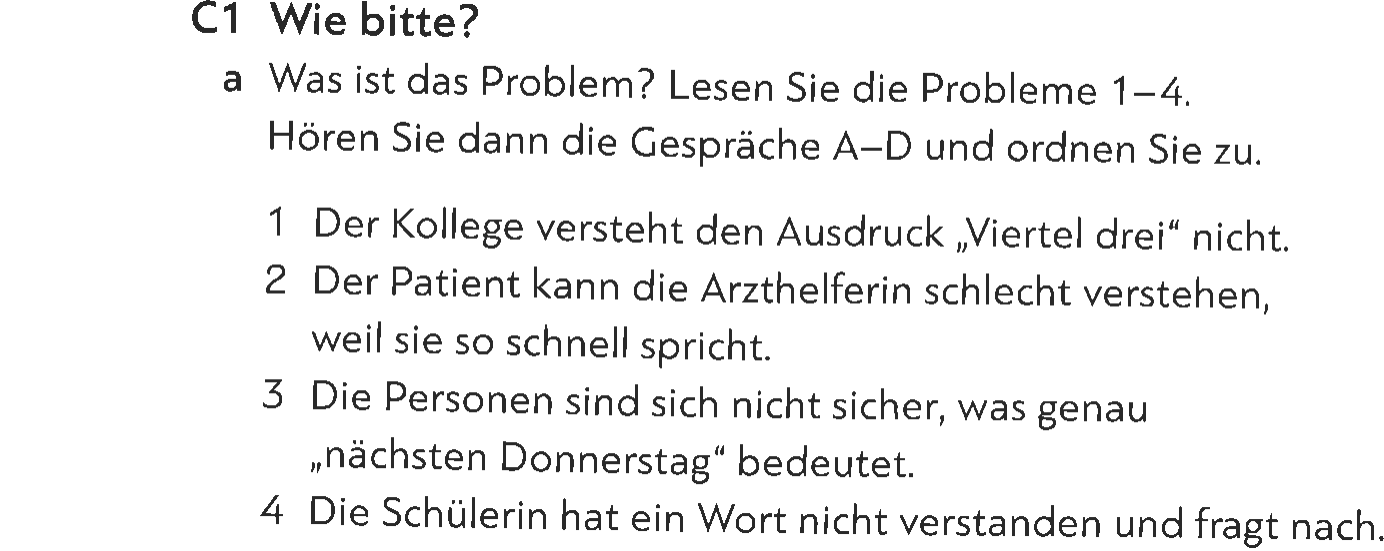 C1 Wie bitte?
a Was ist das Problem? Lesen Sie die Probleme 1–4.
Hören Sie dann die Gespräche A–D und ordnen Sie zu.
1 Der Kollege versteht den Ausdruck „Viertel drei“ nicht.
2 Der Patient kann die Arzthelferin schlecht verstehen,
weil sie so schnell spricht.
3 Die Personen sind sich nicht sicher, was genau
„nächsten Donnerstag“ bedeutet.
4 Die Schülerin hat ein Wort nicht verstanden und fragt nach.